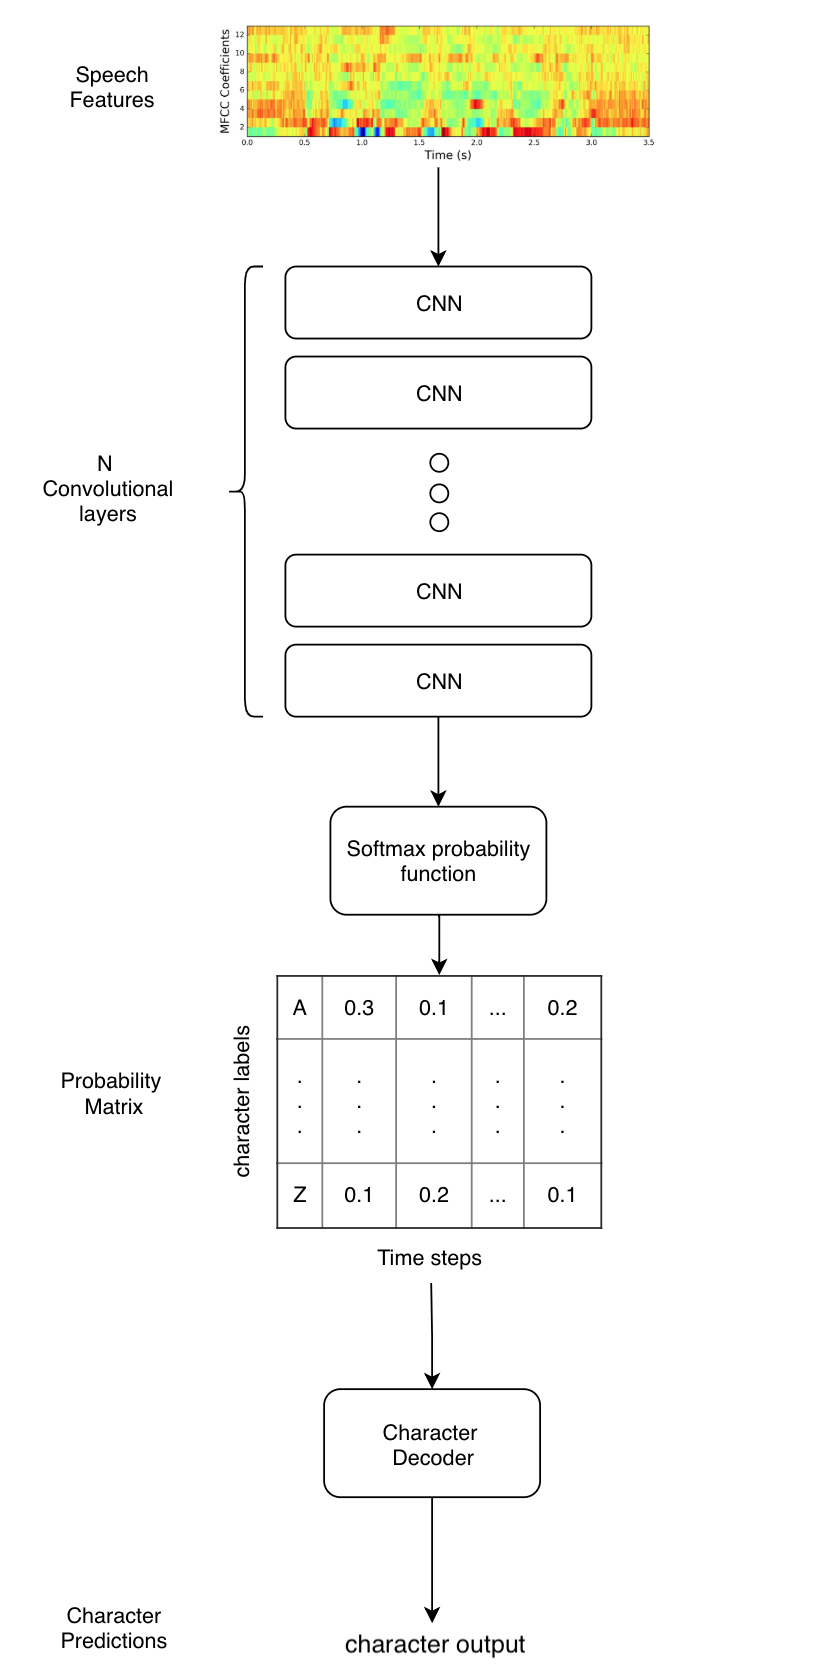 Speech
Features
MFCC Coefficients
12
10
8
6
4
2
0.0 0.5 1.0 1.5 2.0 2.5 3.0 3.5
Time (s)
CNN
CNN
N
Convolutional
layers
CNN
CNN
Softmax probability
function
Probability
Matrix
character labels
A 0.3 0.1 ... 0.2
. . . . .
. . . . .
. . . . .
Z 0.1 0.2 ... 0.1
Time steps
Character
Decoder
Character
Predictions
character output